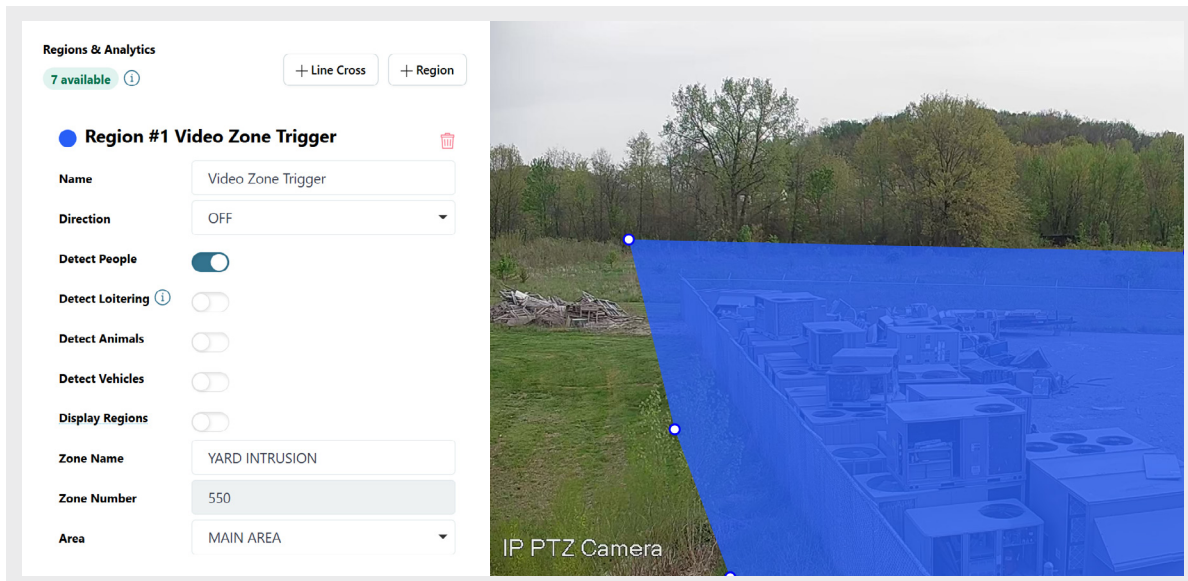 Regions & Analytics
7 available
+ Line Cross
+ Region
Region #1 Video Zone Trigger
Name
Video Zone Trigger
Direction
OFF
Detect People
Detect Loitering
Detect Animals
Detect Vehicles
Display Regions
Zone Name
YARD INTRUSION
Zone Number
550
Area
MAIN AREA
IP PTZ Camera